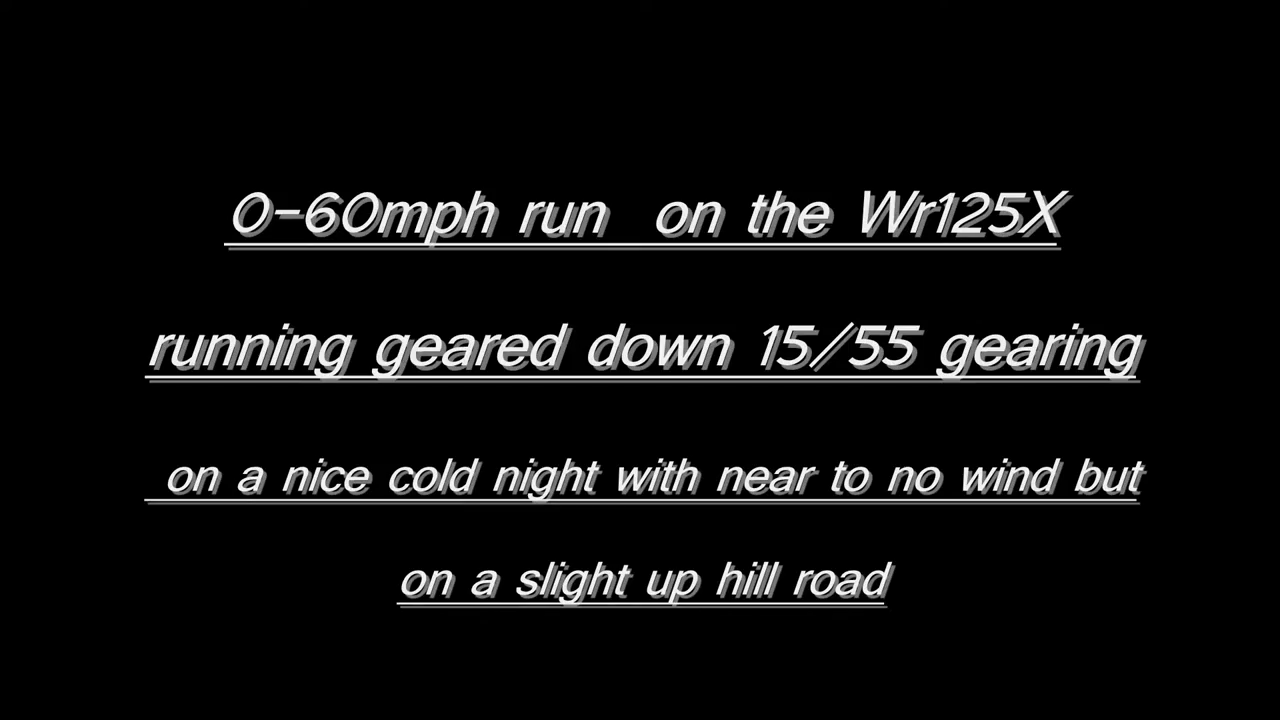 0-60mph run on the Wr125X
running geared down 15/55 gearing
on a nice cold night with near to no wind but
on a slight up hill road